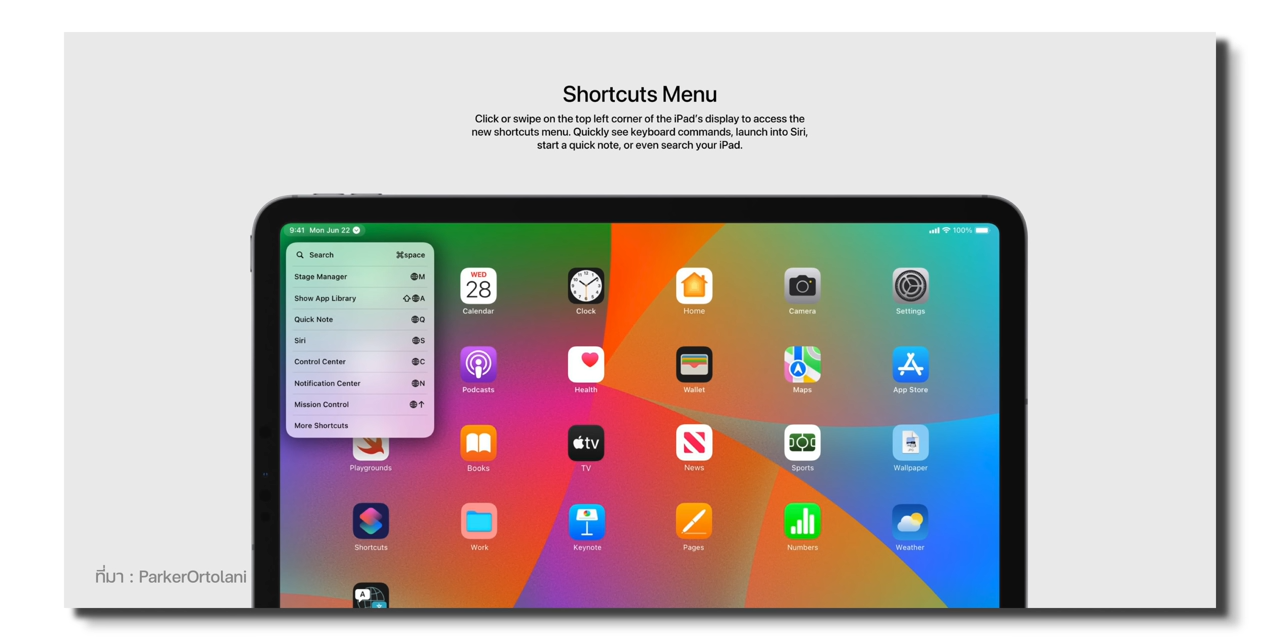 Shortcuts Menu
Click or swipe on the top left corner of the iPad's display to access the
new shortcuts menu. Quickly see keyboard commands, launch into Siri,
start a quick note, or even search your iPad.
9:41 Mon Jun 22
100%
Search ⌘space
Stage Manager 🌐M
Show App Library ⇧🌐A
Quick Note 🌐Q
Siri 🌐S
Control Center 🌐C
Notification Center 🌐N
Mission Control 🌐↑
More Shortcuts
WED
28
Calendar
Clock
Home
Camera
Settings
Podcasts
Health
Wallet
Maps
App Store
Playgrounds
Books
tv
TV
News
Sports
Wallpaper
Shortcuts
Work
Keynote
Pages
Numbers
Weather
A
ที่มา : ParkerOrtolani